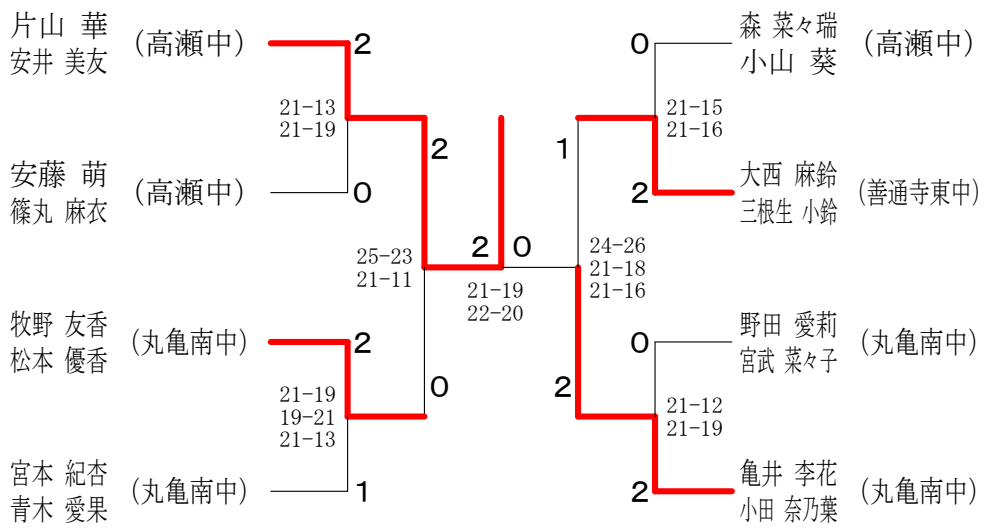 片山 華
安井 美友
(高瀬中)
2
21-13
21-19
安藤 萌
篠丸 麻衣
(高瀬中)
0
2
25-23
21-11
牧野 友香
松本 優香
(丸亀南中)
2
21-19
19-21
21-13
0
宮本 紀杏
青木 愛果
(丸亀南中)
1
2
0
21-19
22-20
森 菜々瑞
小山 葵
(高瀬中)
0
21-15
21-16
1
大西 麻鈴
三根生 小鈴
(善通寺東中)
2
24-26
21-18
21-16
野田 愛莉
宮武 菜々子
(丸亀南中)
0
2
21-12
21-19
亀井 李花
小田 奈乃葉
(丸亀南中)
2